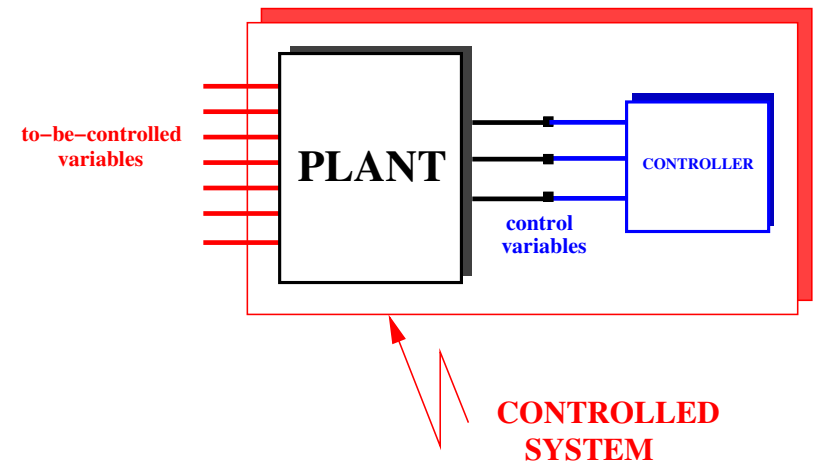 to−be−controlled
variables
PLANT
CONTROLLER
control
variables
CONTROLLED
SYSTEM